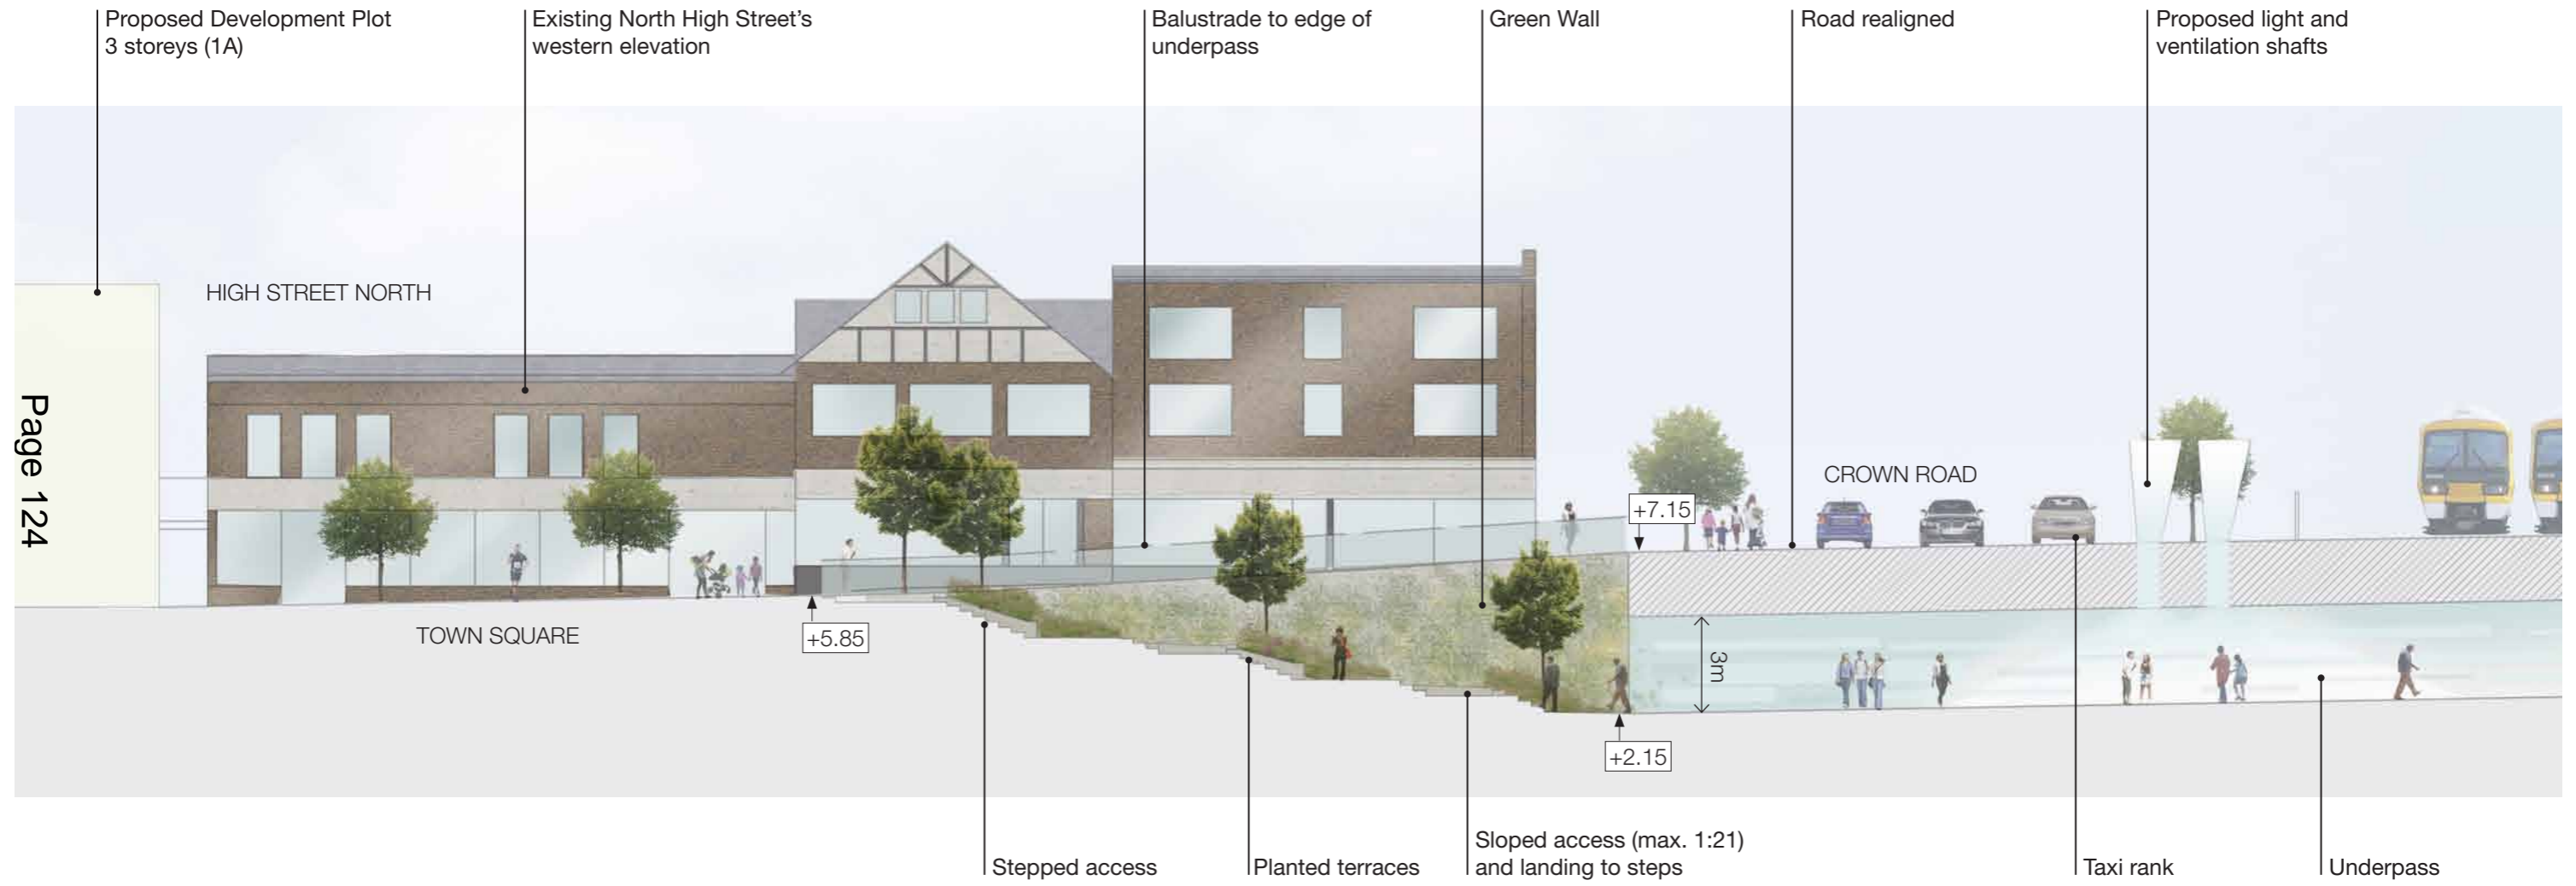 Proposed Development Plot
3 storeys (1A)
Existing North High Street’s
western elevation
Balustrade to edge of
underpass
Green Wall
Road realigned
Proposed light and
ventilation shafts
HIGH STREET NORTH
Page 124
CROWN ROAD
+7.15
TOWN SQUARE
+5.85
3m
+2.15
Stepped access
Planted terraces
Sloped access (max. 1:21)
and landing to steps
Taxi rank
Underpass